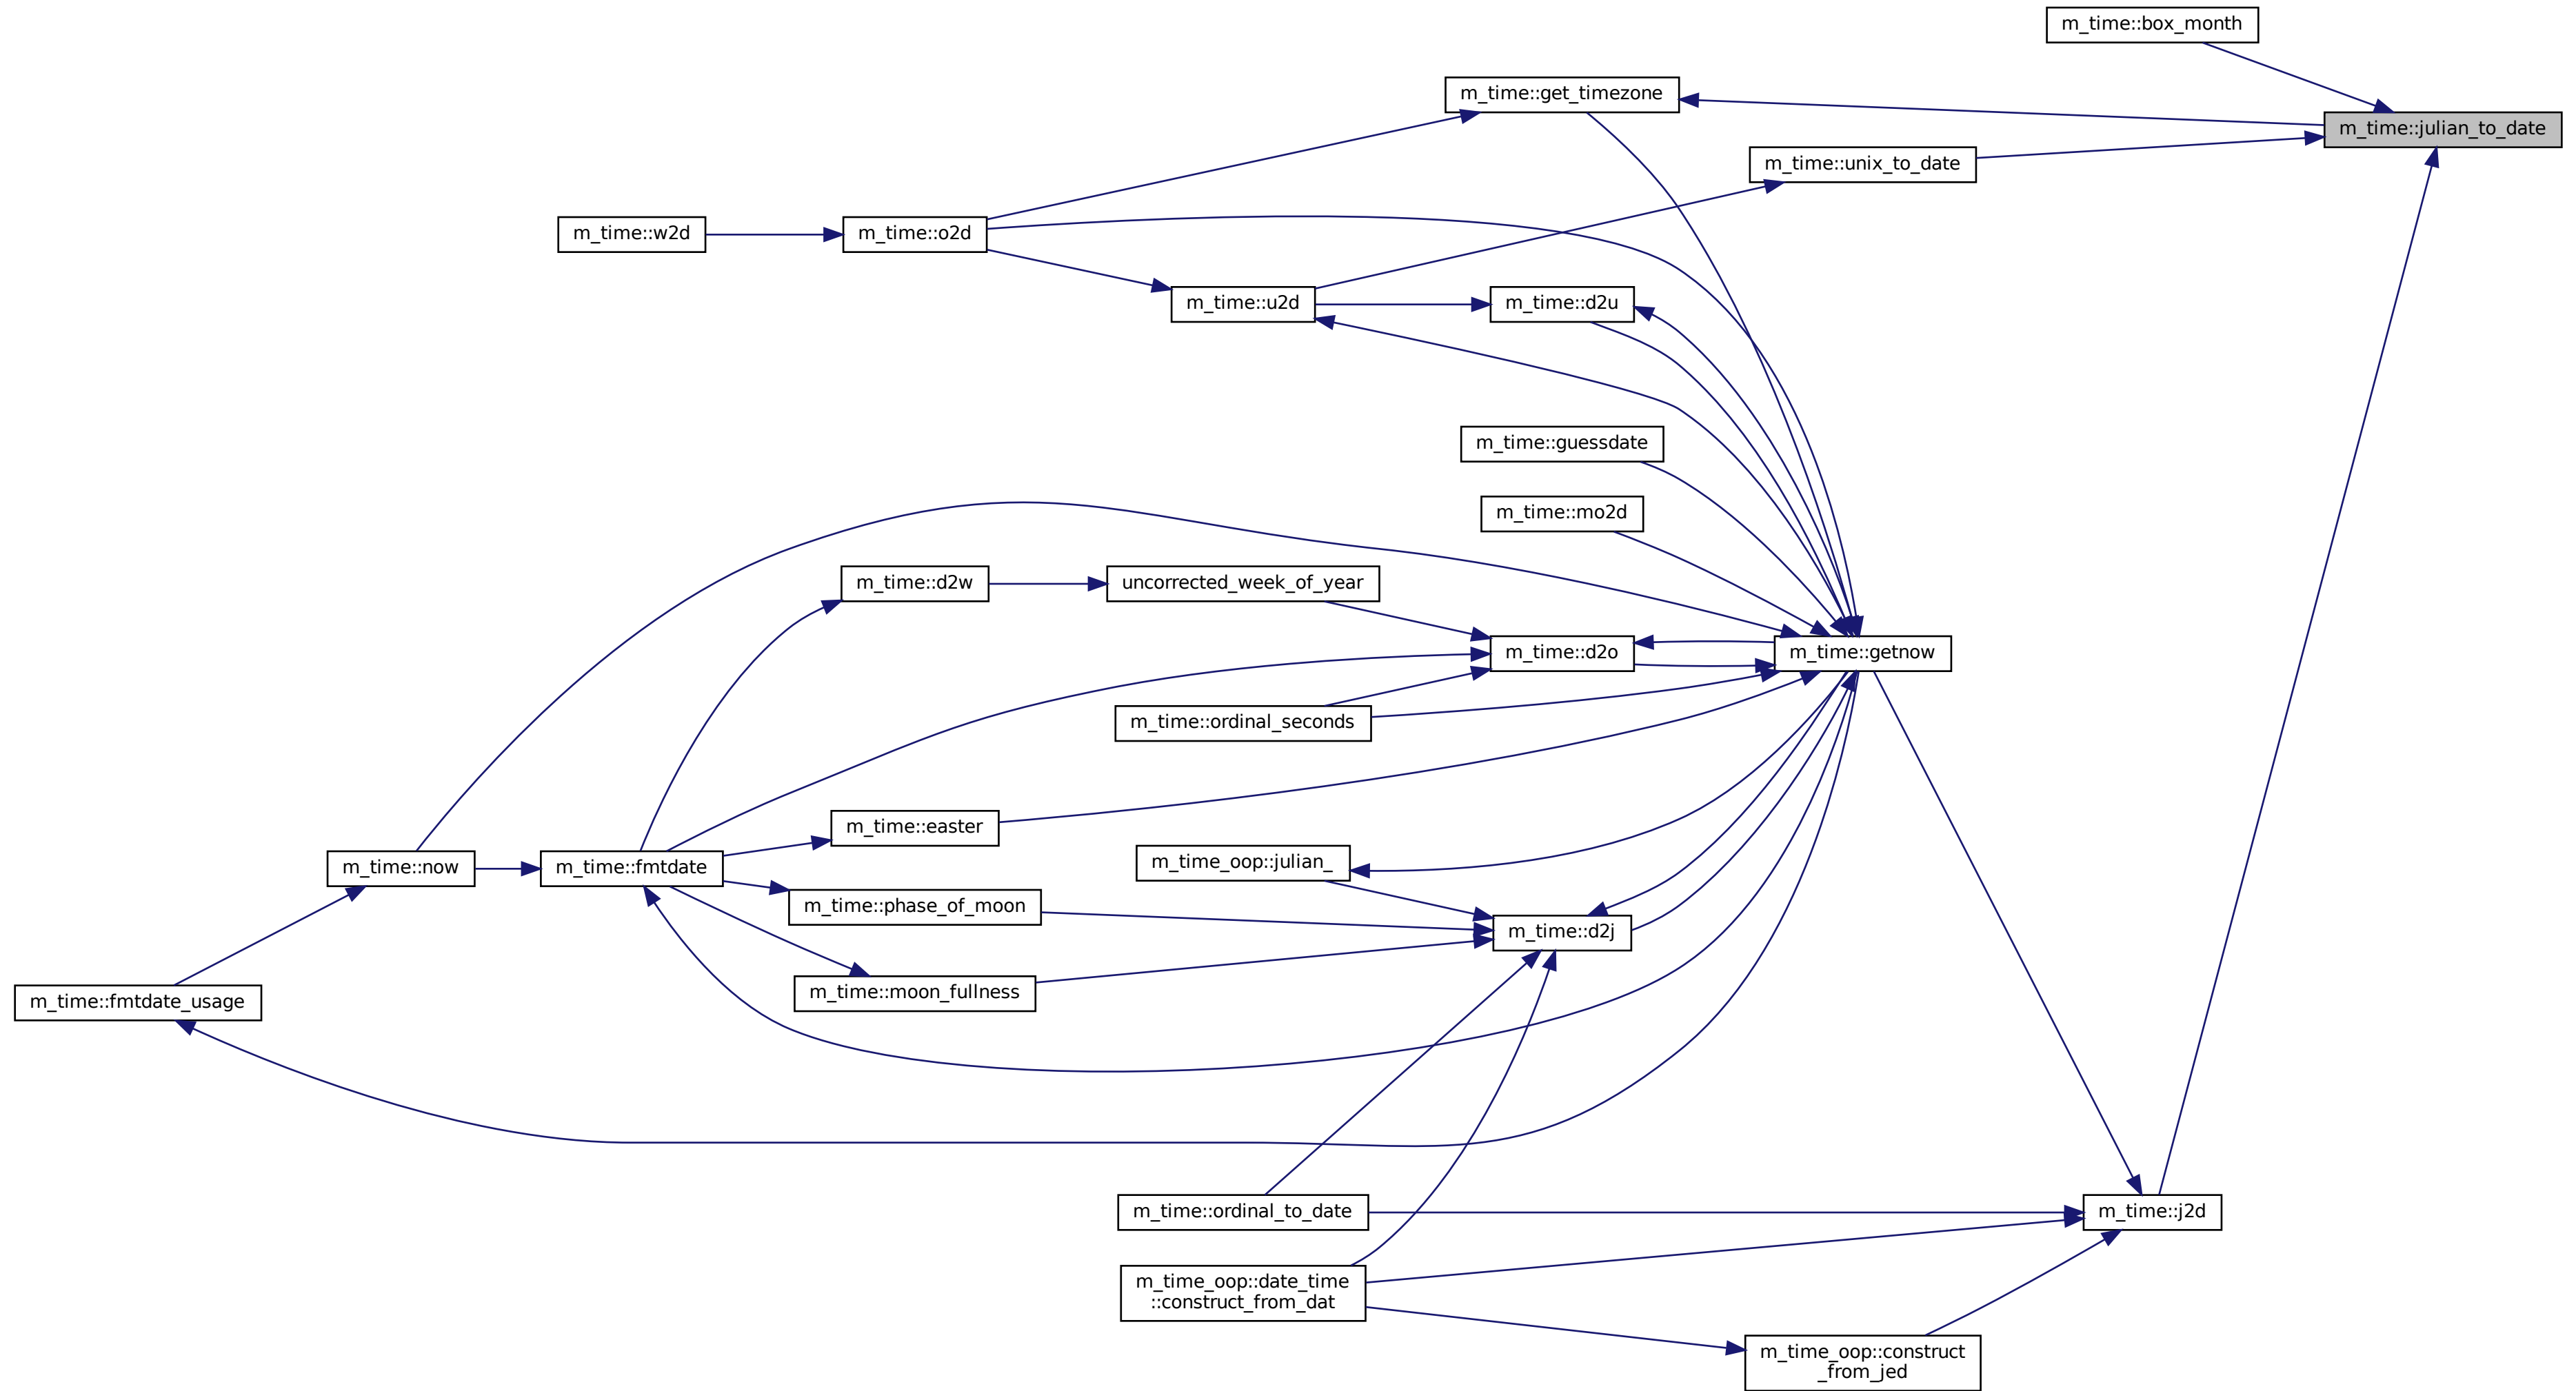 m_time::box_month
m_time::get_timezone
m_time::julian_to_date
m_time::unix_to_date
m_time::w2d
m_time::o2d
m_time::u2d
m_time::d2u
m_time::guessdate
m_time::mo2d
m_time::d2w
uncorrected_week_of_year
m_time::d2o
m_time::getnow
m_time::ordinal_seconds
m_time::easter
m_time::now
m_time::fmtdate
m_time_oop::julian_
m_time::phase_of_moon
m_time::d2j
m_time::moon_fullness
m_time::fmtdate_usage
m_time::ordinal_to_date
m_time::j2d
m_time_oop::date_time
::construct_from_dat
m_time_oop::construct
_from_jed